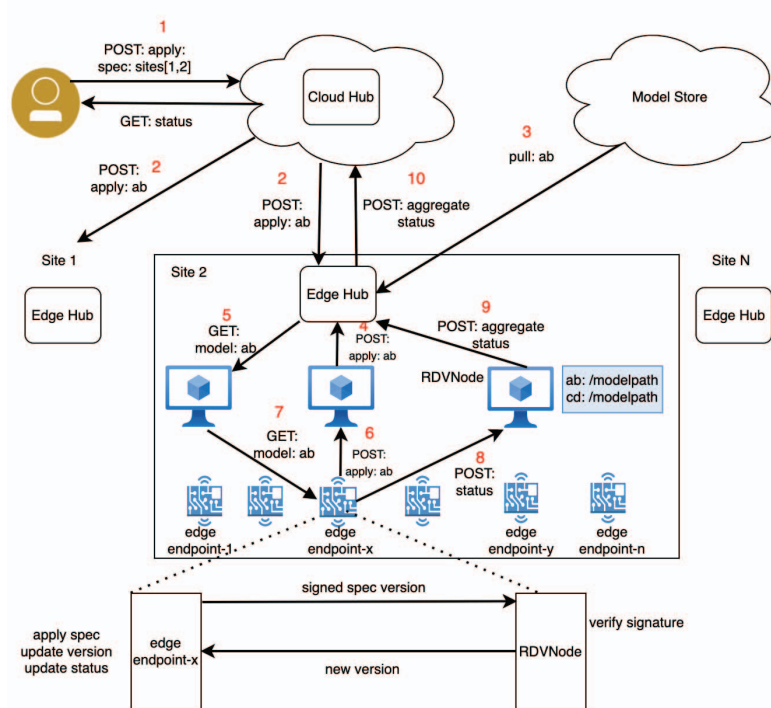 1
POST: apply:
spec: sites[1,2]
Cloud Hub
GET: status
Model Store
3
pull: ab
2
POST:
apply: ab
2
POST:
apply: ab
10
POST: aggregate
status
Site 1
Edge Hub
Site 2
Edge Hub
Site N
Edge Hub
5
GET:
model: ab
4
POST:
apply: ab
9
POST: aggregate
status
RDVNode
ab: /modelpath
cd: /modelpath
7
GET:
model: ab
6
POST:
apply: ab
8
POST:
status
edge
endpoint-1
edge
endpoint-x
edge
endpoint-y
edge
endpoint-n
signed spec version
apply spec
update version
update status
edge
endpoint-x
RDVNode
verify signature
new version